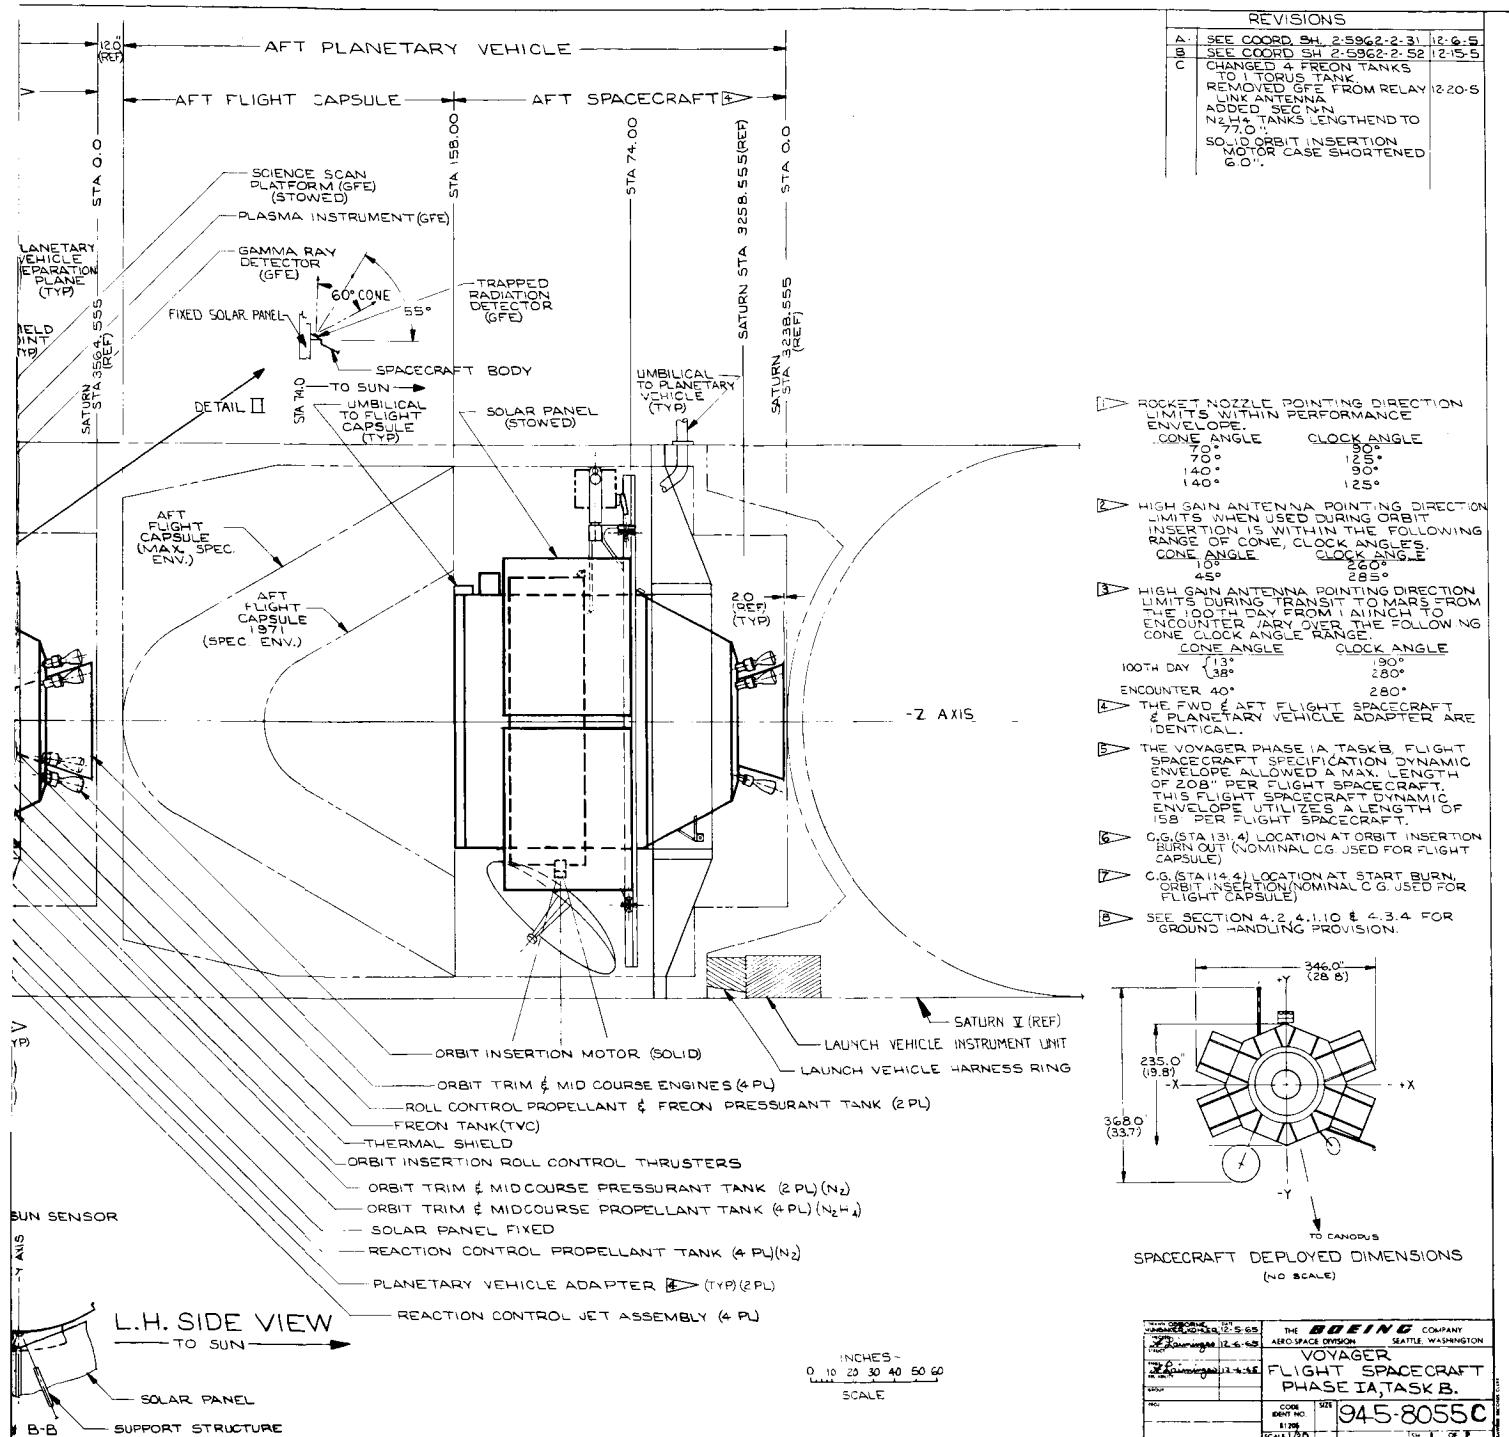 REVISIONS
A. SEE COORD. SH. 2-5962-2-31 12-6-5
B SEE COORD SH 2-5962-2-52 12-15-5
C CHANGED 4 FREON TANKS
TO 1 TORUS TANK.
REMOVED GFE FROM RELAY 12-20-5
LINK ANTENNA
ADDED SEC N-N
N2H4 TANKS LENGTHEND TO
77.0".
SOLID ORBIT INSERTION
MOTOR CASE SHORTENED
6.0".
12.0"
(REF)
AFT PLANETARY VEHICLE
AFT FLIGHT CAPSULE
AFT SPACECRAFT 4
STA 0.0
STA 158.00
STA 74.00
SATURN STA 3258.555(REF)
STA 0.0
SATURN
STA 3238.555
(REF)
SATURN
STA 3564.555
(REF)
SCIENCE SCAN
PLATFORM (GFE)
(STOWED)
PLASMA INSTRUMENT (GFE)
LANETARY
VEHICLE
EPARATION
PLANE
(TYP)
GAMMA RAY
DETECTOR
(GFE)
60° CONE
55°
TRAPPED
RADIATION
DETECTOR
(GFE)
FIXED SOLAR PANEL
SPACECRAFT BODY
STA 74.0
TO SUN
DETAIL II
UMBILICAL
TO FLIGHT
CAPSULE
(TYP)
SOLAR PANEL
(STOWED)
UMBILICAL
TO PLANETARY
VEHICLE
(TYP)
AFT
FLIGHT
CAPSULE
(MAX. SPEC.
ENV.)
AFT
FLIGHT
CAPSULE
1971
(SPEC. ENV.)
2.0
(REF)
(TYP)
-Z AXIS
1 ROCKET NOZZLE POINTING DIRECTION
LIMITS WITHIN PERFORMANCE
ENVELOPE.
CONE ANGLE CLOCK ANGLE
70° 90°
70° 125°
140° 90°
140° 125°
2 HIGH GAIN ANTENNA POINTING DIRECTION
LIMITS WHEN USED DURING ORBIT
INSERTION IS WITHIN THE FOLLOWING
RANGE OF CONE, CLOCK ANGLES.
CONE ANGLE CLOCK ANGLE
10° 260°
45° 285°
3 HIGH GAIN ANTENNA POINTING DIRECTION
LIMITS DURING TRANSIT TO MARS FROM
THE 100TH DAY FROM LAUNCH TO
ENCOUNTER VARY OVER THE FOLLOWING
CONE CLOCK ANGLE RANGE.
CONE ANGLE CLOCK ANGLE
100TH DAY { 13° 190°
38° 280°
ENCOUNTER 40° 280°
4 THE FWD & AFT FLIGHT SPACECRAFT
& PLANETARY VEHICLE ADAPTER ARE
IDENTICAL.
5 THE VOYAGER PHASE IA, TASK B, FLIGHT
SPACECRAFT SPECIFICATION DYNAMIC
ENVELOPE ALLOWED A MAX. LENGTH
OF 208" PER FLIGHT SPACECRAFT.
THIS FLIGHT SPACECRAFT DYNAMIC
ENVELOPE UTILIZES A LENGTH OF
158" PER FLIGHT SPACECRAFT.
6 C.G.(STA 131.4) LOCATION AT ORBIT INSERTION
BURN OUT (NOMINAL CG USED FOR FLIGHT
CAPSULE)
7 C.G.(STA 114.4) LOCATION AT START BURN,
ORBIT INSERTION (NOMINAL C.G. USED FOR
FLIGHT CAPSULE)
8 SEE SECTION 4.2, 4.1.10 & 4.3.4 FOR
GROUND HANDLING PROVISION.
SATURN V (REF)
LAUNCH VEHICLE INSTRUMENT UNIT
LAUNCH VEHICLE HARNESS RING
ORBIT INSERTION MOTOR (SOLID)
ORBIT TRIM & MID COURSE ENGINES (4 PL)
ROLL CONTROL PROPELLANT & FREON PRESSURANT TANK (2 PL)
FREON TANK (TVC)
THERMAL SHIELD
ORBIT INSERTION ROLL CONTROL THRUSTERS
ORBIT TRIM & MIDCOURSE PRESSURANT TANK (2 PL) (N2)
ORBIT TRIM & MIDCOURSE PROPELLANT TANK (4 PL) (N2H4)
SOLAR PANEL FIXED
REACTION CONTROL PROPELLANT TANK (4 PL)(N2)
PLANETARY VEHICLE ADAPTER 4 (TYP)(2 PL)
REACTION CONTROL JET ASSEMBLY (4 PL)
346.0"
(28.8')
+Y
235.0"
(19.8')
-X
+X
368.0
(33.7')
-Y
TO CANOPUS
SPACECRAFT DEPLOYED DIMENSIONS
(NO SCALE)
SUN SENSOR
-Y AXIS
L.H. SIDE VIEW
TO SUN
SOLAR PANEL
B-B
SUPPORT STRUCTURE
INCHES~
0 10 20 30 40 50 60
SCALE
12-5-65
12-6-65
THE BOEING COMPANY
AERO-SPACE DIVISION SEATTLE, WASHINGTON
VOYAGER
FLIGHT SPACECRAFT
PHASE IA, TASK B.
CODE
IDENT NO.
81205
SIZE
945-8055 C